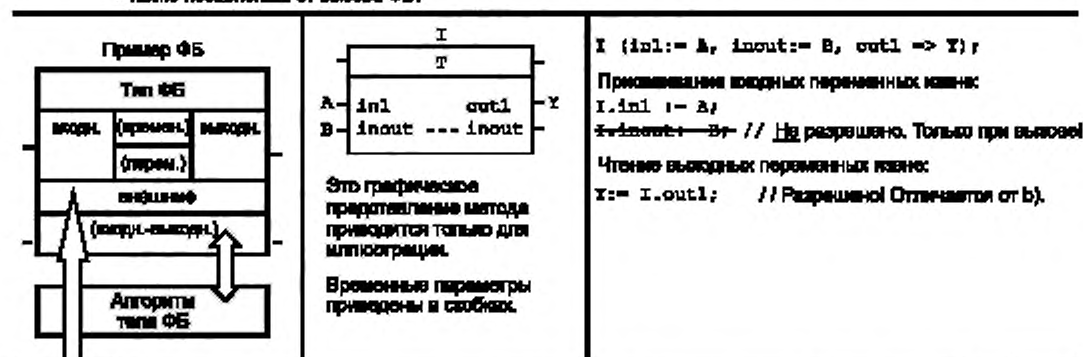 Пример ФБ
Тип ФБ
входн. (времен.) выходн.
(перем.)
внешние
(входн.-выходн.)
Алгоритм
типа ФБ
I
T
A in1 out1 Y
B inout --- inout
Это графическое
представление метода
приводится только для
иллюстрации.
Временные параметры
приведены в скобках.
I (in1:= A, inout:= B, out1 => Y);
Присваивание входных переменных извне:
I.in1 := A;
I.inout:= B; // Не разрешено. Только при вызове!
Чтение выходных переменных извне:
Y:= I.out1; // Разрешено! Отличается от b).